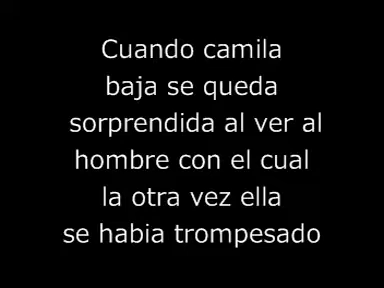 Cuando camila
baja se queda
sorprendida al ver al
hombre con el cual
la otra vez ella
se habia trompesado